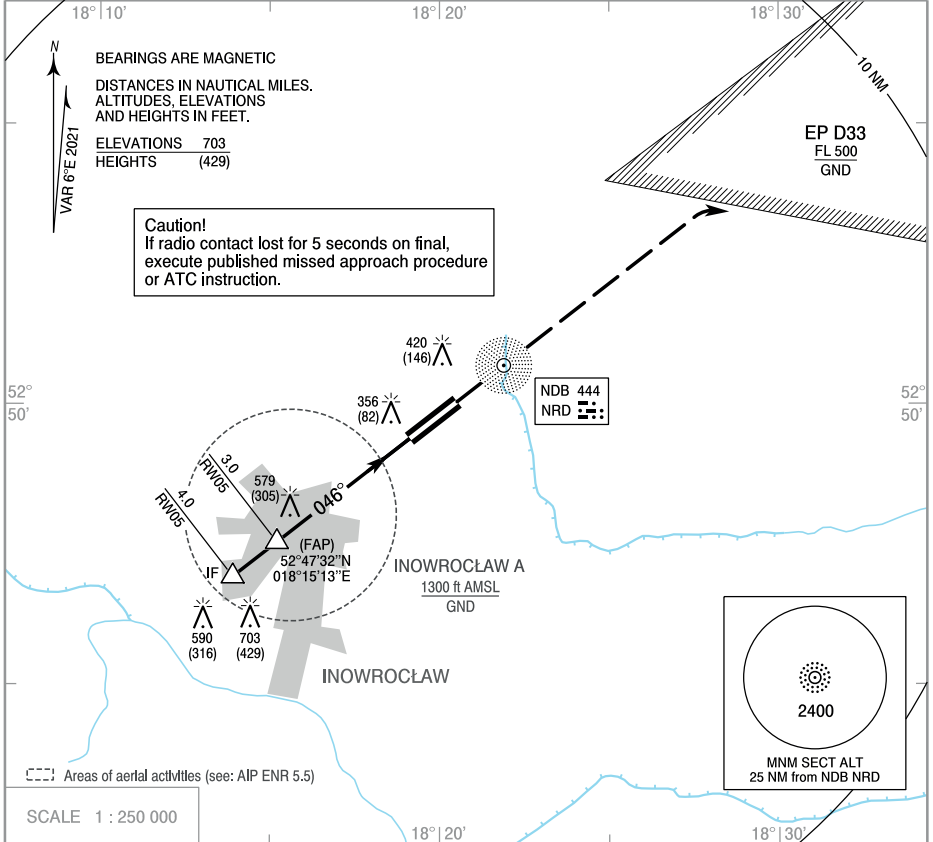 18°10' 18°20' 18°30'
N
BEARINGS ARE MAGNETIC
DISTANCES IN NAUTICAL MILES.
ALTITUDES, ELEVATIONS
AND HEIGHTS IN FEET.
ELEVATIONS 703
HEIGHTS (429)
VAR 6°E 2021
10 NM
EP D33
FL 500
GND
Caution!
If radio contact lost for 5 seconds on final,
execute published missed approach procedure
or ATC instruction.
420
(146)
356
(82)
NDB 444
NRD
52°
50'
52°
50'
3.0
RW05
4.0
RW05
579
(305)
046°
(FAP)
52°47'32"N
018°15'13"E
IF
INOWROCŁAW A
1300 ft AMSL
GND
590
(316)
703
(429)
INOWROCŁAW
2400
MNM SECT ALT
25 NM from NDB NRD
Areas of aerial activities (see: AIP ENR 5.5)
SCALE 1 : 250 000
18°20' 18°30'